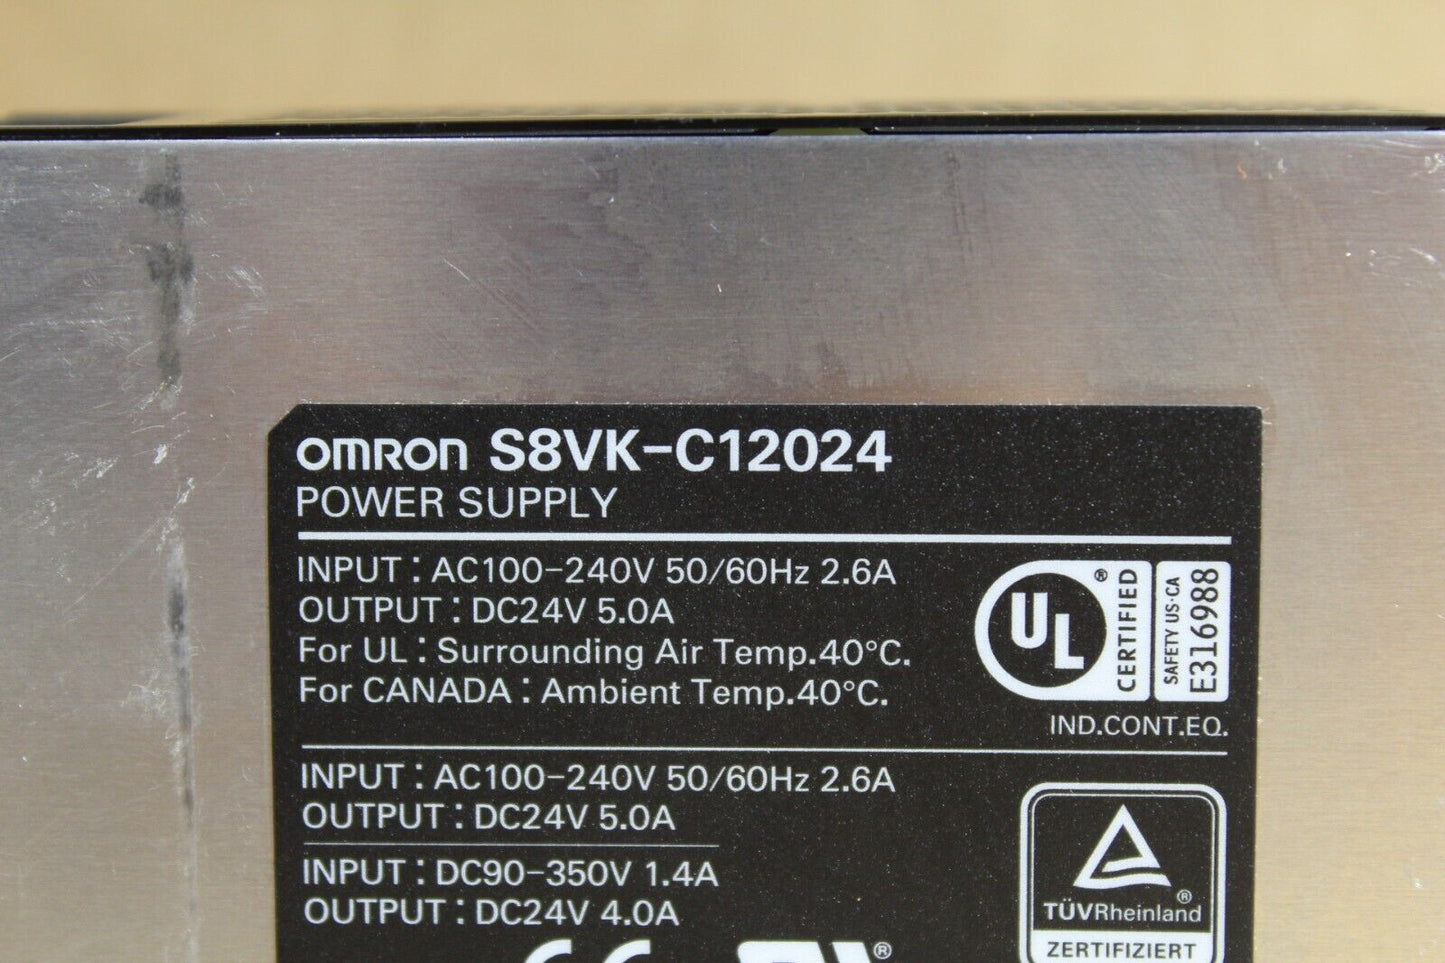 OMRON S8VK-C12024
POWER SUPPLY
INPUT : AC100-240V 50/60Hz 2.6A
OUTPUT : DC24V 5.0A
For UL : Surrounding Air Temp.40°C.
For CANADA : Ambient Temp.40°C.
UL ® CERTIFIED
SAFETY US·CA
E316988
IND.CONT.EQ.
INPUT : AC100-240V 50/60Hz 2.6A
OUTPUT : DC24V 5.0A
INPUT : DC90-350V 1.4A
OUTPUT : DC24V 4.0A
®
TÜVRheinland
ZERTIFIZIERT
®